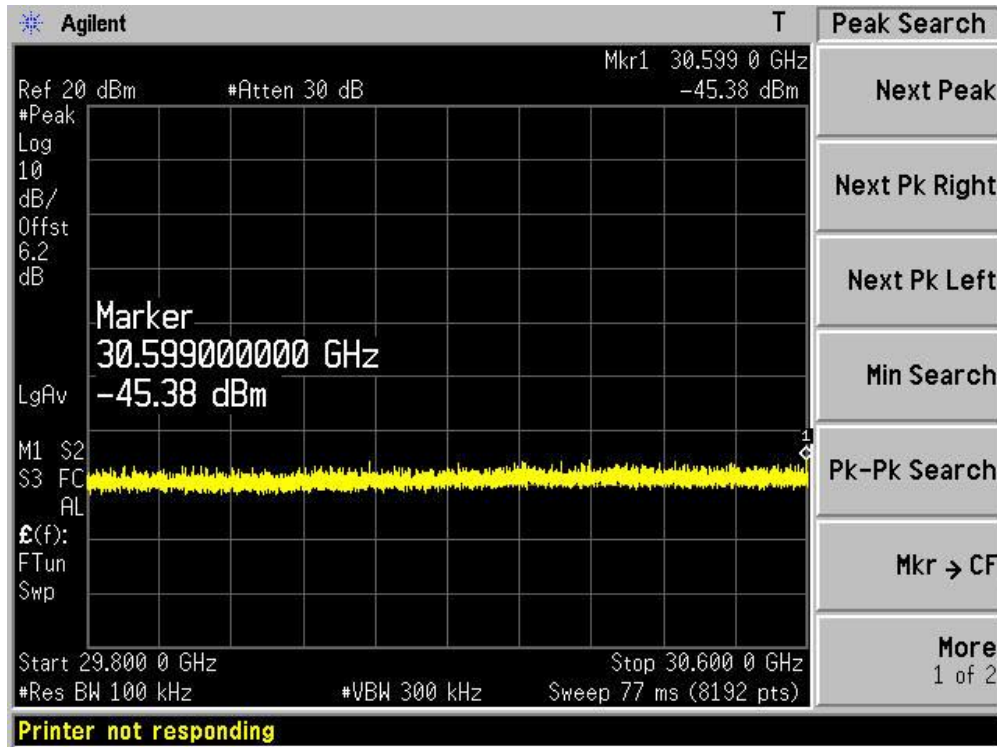 Agilent T Peak Search
Mkr1 30.599 0 GHz
Ref 20 dBm #Atten 30 dB -45.38 dBm
#Peak
Log
10
dB/
Offst
6.2
dB
Marker
30.599000000 GHz
-45.38 dBm
LgAv
1
M1 S2
S3 FC
AL
£(f):
FTun
Swp
Start 29.800 0 GHz Stop 30.600 0 GHz
#Res BW 100 kHz #VBW 300 kHz Sweep 77 ms (8192 pts)
Printer not responding
Next Peak
Next Pk Right
Next Pk Left
Min Search
Pk-Pk Search
Mkr → CF
More
1 of 2